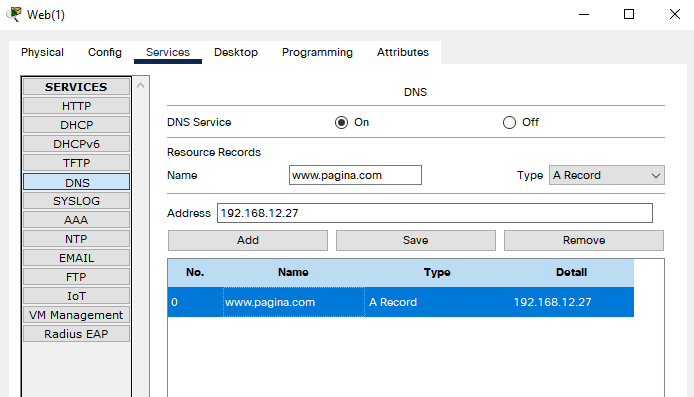 Web(1)
Physical Config Services Desktop Programming Attributes
SERVICES
HTTP
DHCP
DHCPv6
TFTP
DNS
SYSLOG
AAA
NTP
EMAIL
FTP
IoT
VM Management
Radius EAP
DNS
DNS Service On Off
Resource Records
Name www.pagina.com Type A Record
Address 192.168.12.27
Add Save Remove
No. Name Type Detail
0 www.pagina.com A Record 192.168.12.27